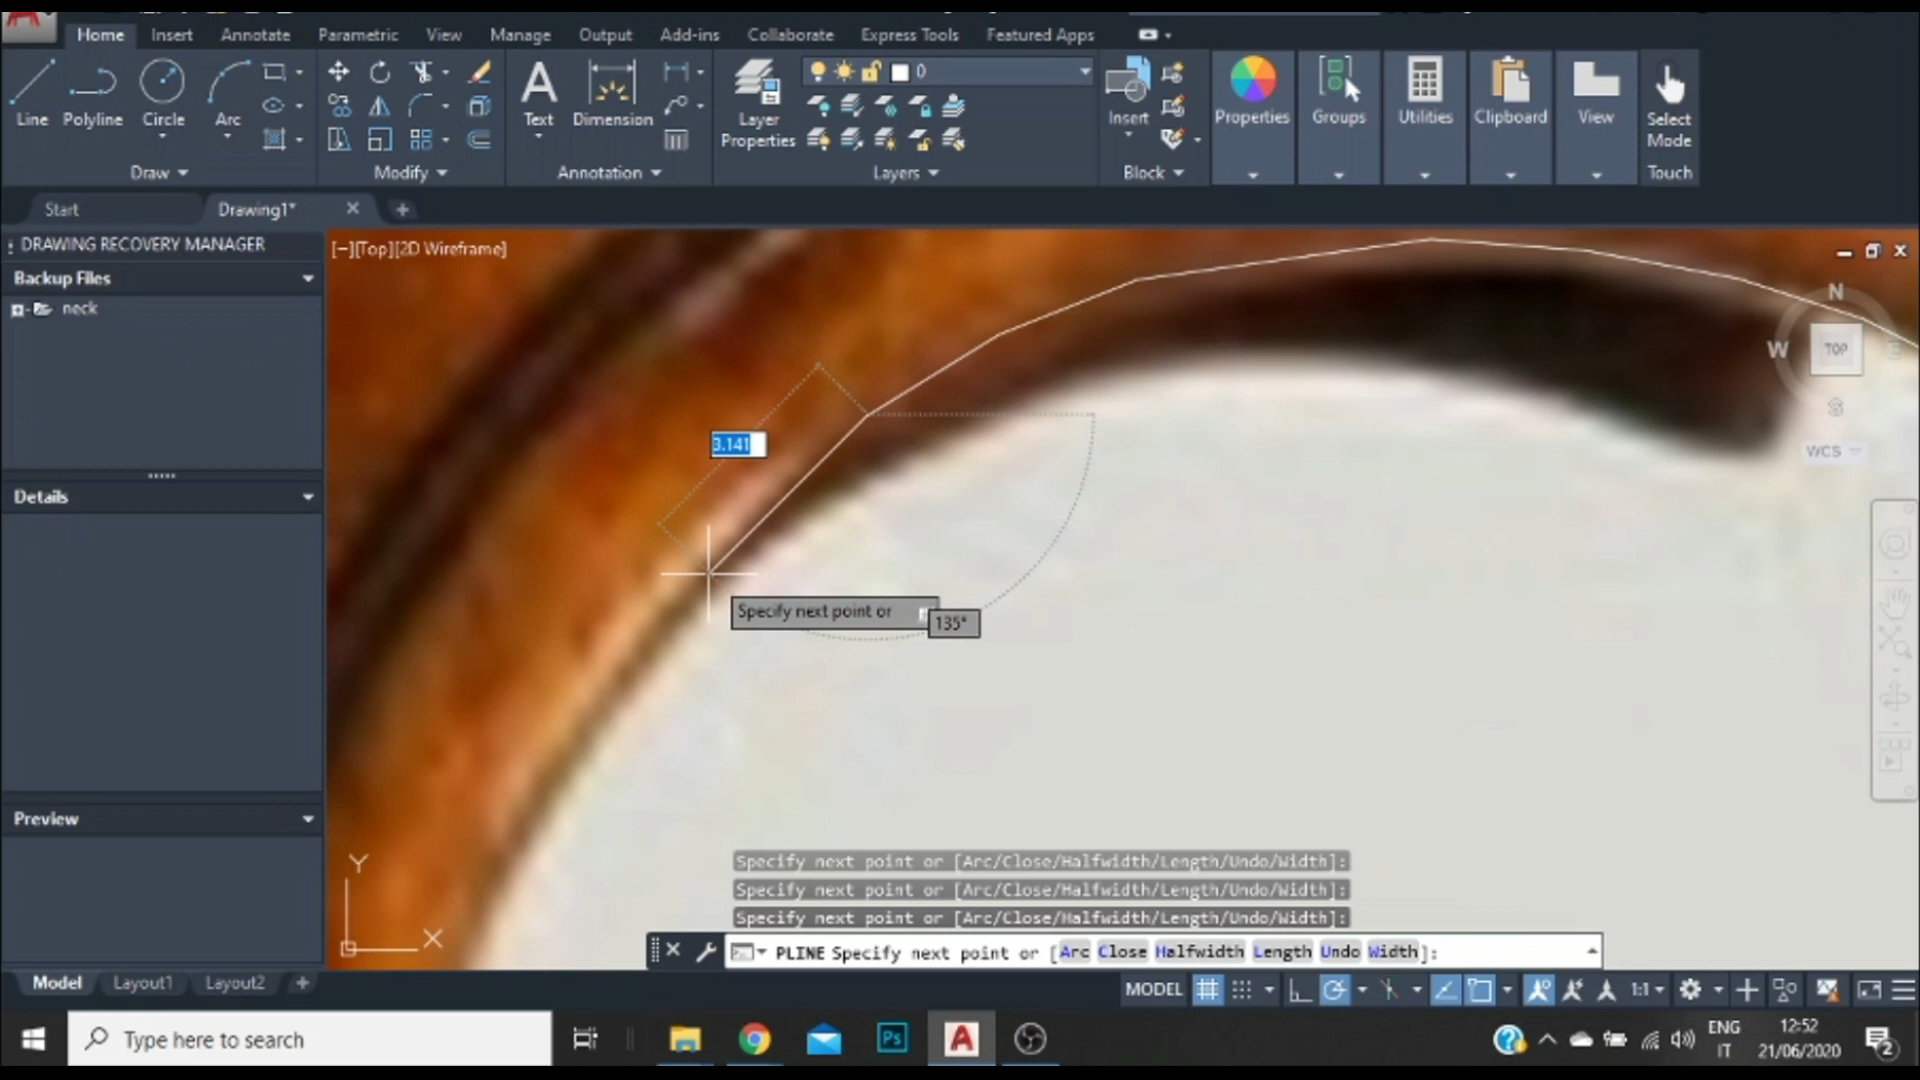 Home Insert Annotate Parametric View Manage Output Add-ins Collaborate Express Tools Featured Apps
0
Line Polyline Circle Arc
Text Dimension
Layer Properties
Insert
Properties Groups Utilities Clipboard View
Select Mode
Draw Modify Annotation Layers Block Touch
Start Drawing1*
DRAWING RECOVERY MANAGER
Backup Files
neck
Details
Preview
[−][Top][2D Wireframe]
N
W TOP E
S
WCS
3.141
Specify next point or
135°
Y
X
Specify next point or [Arc/Close/Halfwidth/Length/Undo/Width]:
Specify next point or [Arc/Close/Halfwidth/Length/Undo/Width]:
Specify next point or [Arc/Close/Halfwidth/Length/Undo/Width]:
PLINE Specify next point or [Arc Close Halfwidth Length Undo Width]:
Model Layout1 Layout2
MODEL 1:1
Type here to search
Ps A
ENG
IT
12:52
21/06/2020
2